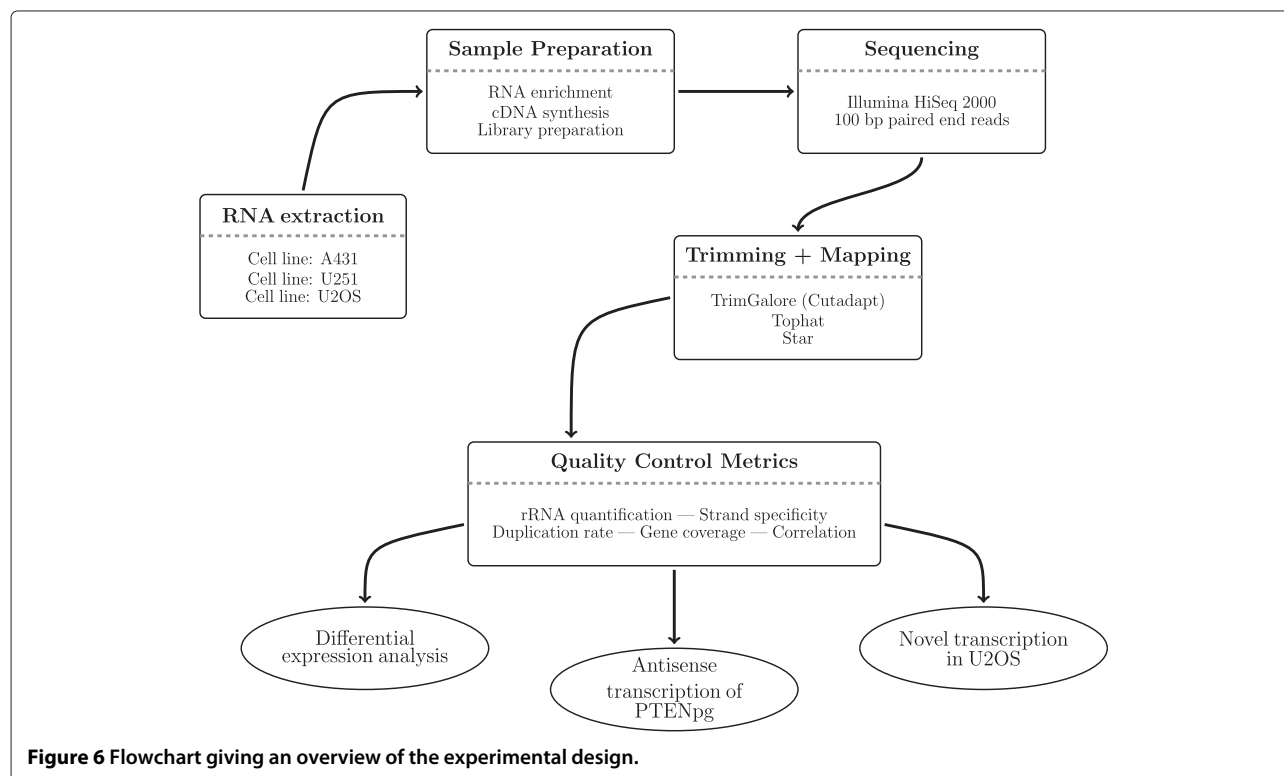 Sample Preparation
RNA enrichment
cDNA synthesis
Library preparation
Sequencing
Illumina HiSeq 2000
100 bp paired end reads
RNA extraction
Cell line: A431
Cell line: U251
Cell line: U2OS
Trimming + Mapping
TrimGalore (Cutadapt)
Tophat
Star
Quality Control Metrics
rRNA quantification — Strand specificity
Duplication rate — Gene coverage — Correlation
Differential
expression analysis
Antisense
transcription of
PTENpg
Novel transcription
in U2OS
Figure 6 Flowchart giving an overview of the experimental design.